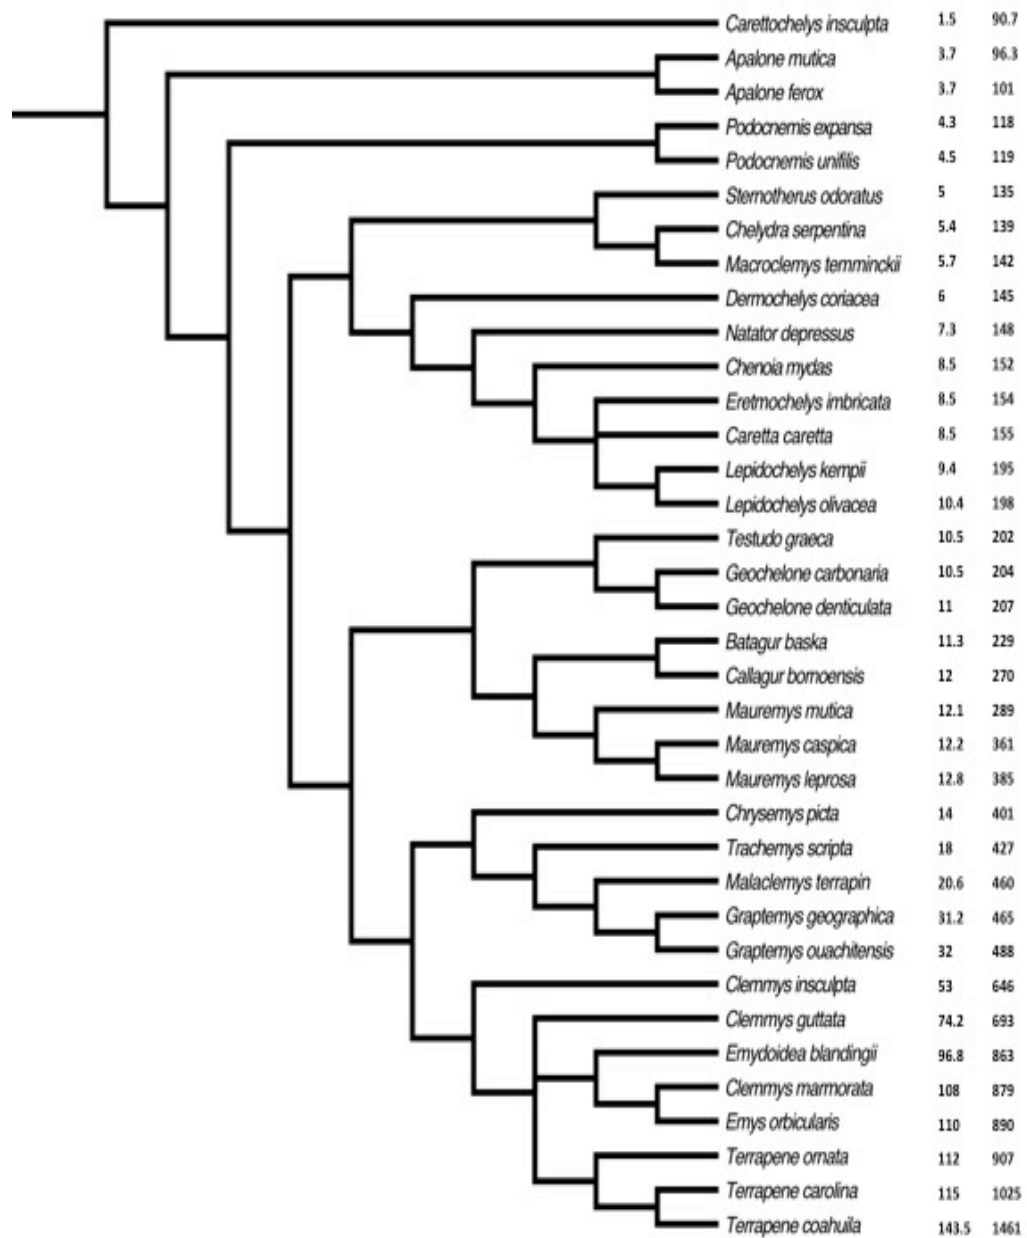 Carettochelys insculpta 1.5 90.7
Apalone mutica 3.7 96.3
Apalone ferox 3.7 101
Podocnemis expansa 4.3 118
Podocnemis unifilis 4.5 119
Sternotherus odoratus 5 135
Chelydra serpentina 5.4 139
Macroclemys temminckii 5.7 142
Dermochelys coriacea 6 145
Natator depressus 7.3 148
Chenoia mydas 8.5 152
Eretmochelys imbricata 8.5 154
Caretta caretta 8.5 155
Lepidochelys kempii 9.4 195
Lepidochelys olivacea 10.4 198
Testudo graeca 10.5 202
Geochelone carbonaria 10.5 204
Geochelone denticulata 11 207
Batagur baska 11.3 229
Callagur bornoensis 12 270
Mauremys mutica 12.1 289
Mauremys caspica 12.2 361
Mauremys leprosa 12.8 385
Chrysemys picta 14 401
Trachemys scripta 18 427
Malaclemys terrapin 20.6 460
Graptemys geographica 31.2 465
Graptemys ouachitensis 32 488
Clemmys insculpta 53 646
Clemmys guttata 74.2 693
Emydoidea blandingii 96.8 863
Clemmys marmorata 108 879
Emys orbicularis 110 890
Terrapene ornata 112 907
Terrapene carolina 115 1025
Terrapene coahuila 143.5 1461